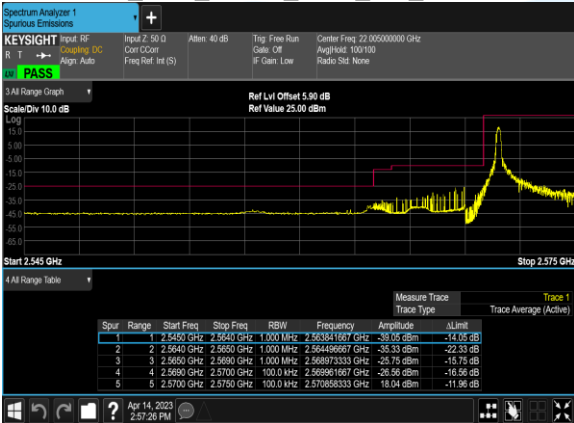 Spectrum Analyzer 1
Spurious Emissions
+
KEYSIGHT Input: RF Input Z: 50 Ω Atten: 40 dB Trig: Free Run Center Freq: 22.005000000 GHz
R T Coupling: DC Corr CCorr Gate: Off Avg|Hold: 100/100
Align: Auto Freq Ref: Int (S) IF Gain: Low Radio Std: None
PASS
3 All Range Graph
Ref Lvl Offset 5.90 dB
Scale/Div 10.0 dB Ref Value 25.00 dBm
Log
15.0
5.00
-5.00
-15.0
-25.0
-35.0
-45.0
-55.0
-65.0
Start 2.545 GHz Stop 2.575 GHz
4 All Range Table
Measure Trace Trace 1
Trace Type Trace Average (Active)
Spur Range Start Freq Stop Freq RBW Frequency Amplitude ΔLimit
1 1 2.5450 GHz 2.5640 GHz 1.000 MHz 2.563841667 GHz -39.05 dBm -14.05 dB
2 2 2.5640 GHz 2.5650 GHz 1.000 MHz 2.564496667 GHz -35.33 dBm -22.33 dB
3 3 2.5650 GHz 2.5690 GHz 1.000 MHz 2.568973333 GHz -25.75 dBm -15.75 dB
4 4 2.5690 GHz 2.5700 GHz 100.0 kHz 2.569961667 GHz -26.56 dBm -16.56 dB
5 5 2.5700 GHz 2.5750 GHz 100.0 kHz 2.570858333 GHz 18.04 dBm -11.96 dB
? Apr 14, 2023
2:57:26 PM